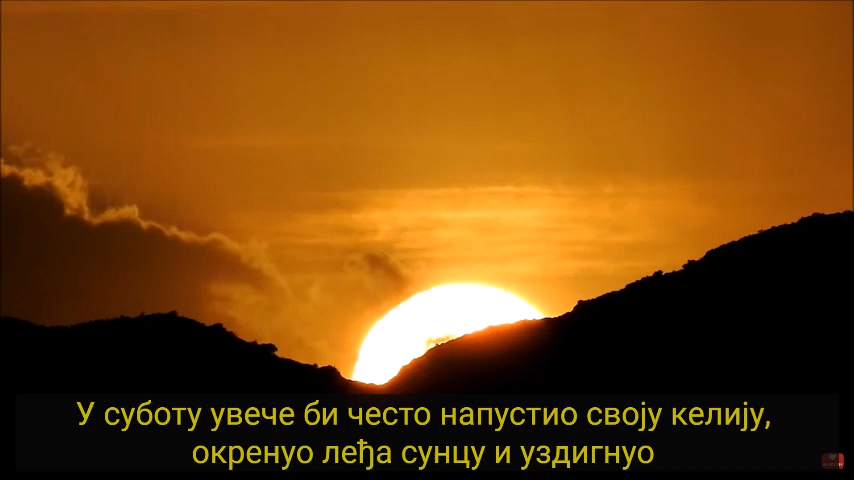 У суботу увече би често напустио своју келију,
окренуо леђа сунцу и уздигнуо